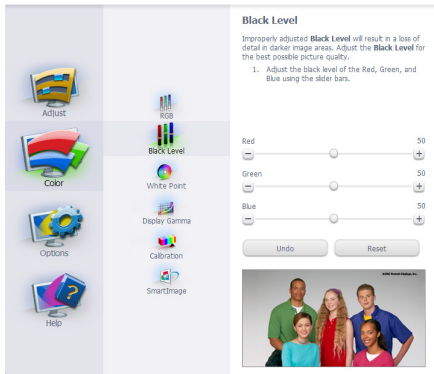 Adjust
Color
Options
Help
RGB
Black Level
White Point
Display Gamma
Calibration
SmartImage
Black Level
Improperly adjusted Black Level will result in a loss of
detail in darker image areas. Adjust the Black Level for
the best possible picture quality.
1. Adjust the black level of the Red, Green, and
Blue using the slider bars.
Red 50
Green 50
Blue 50
Undo Reset